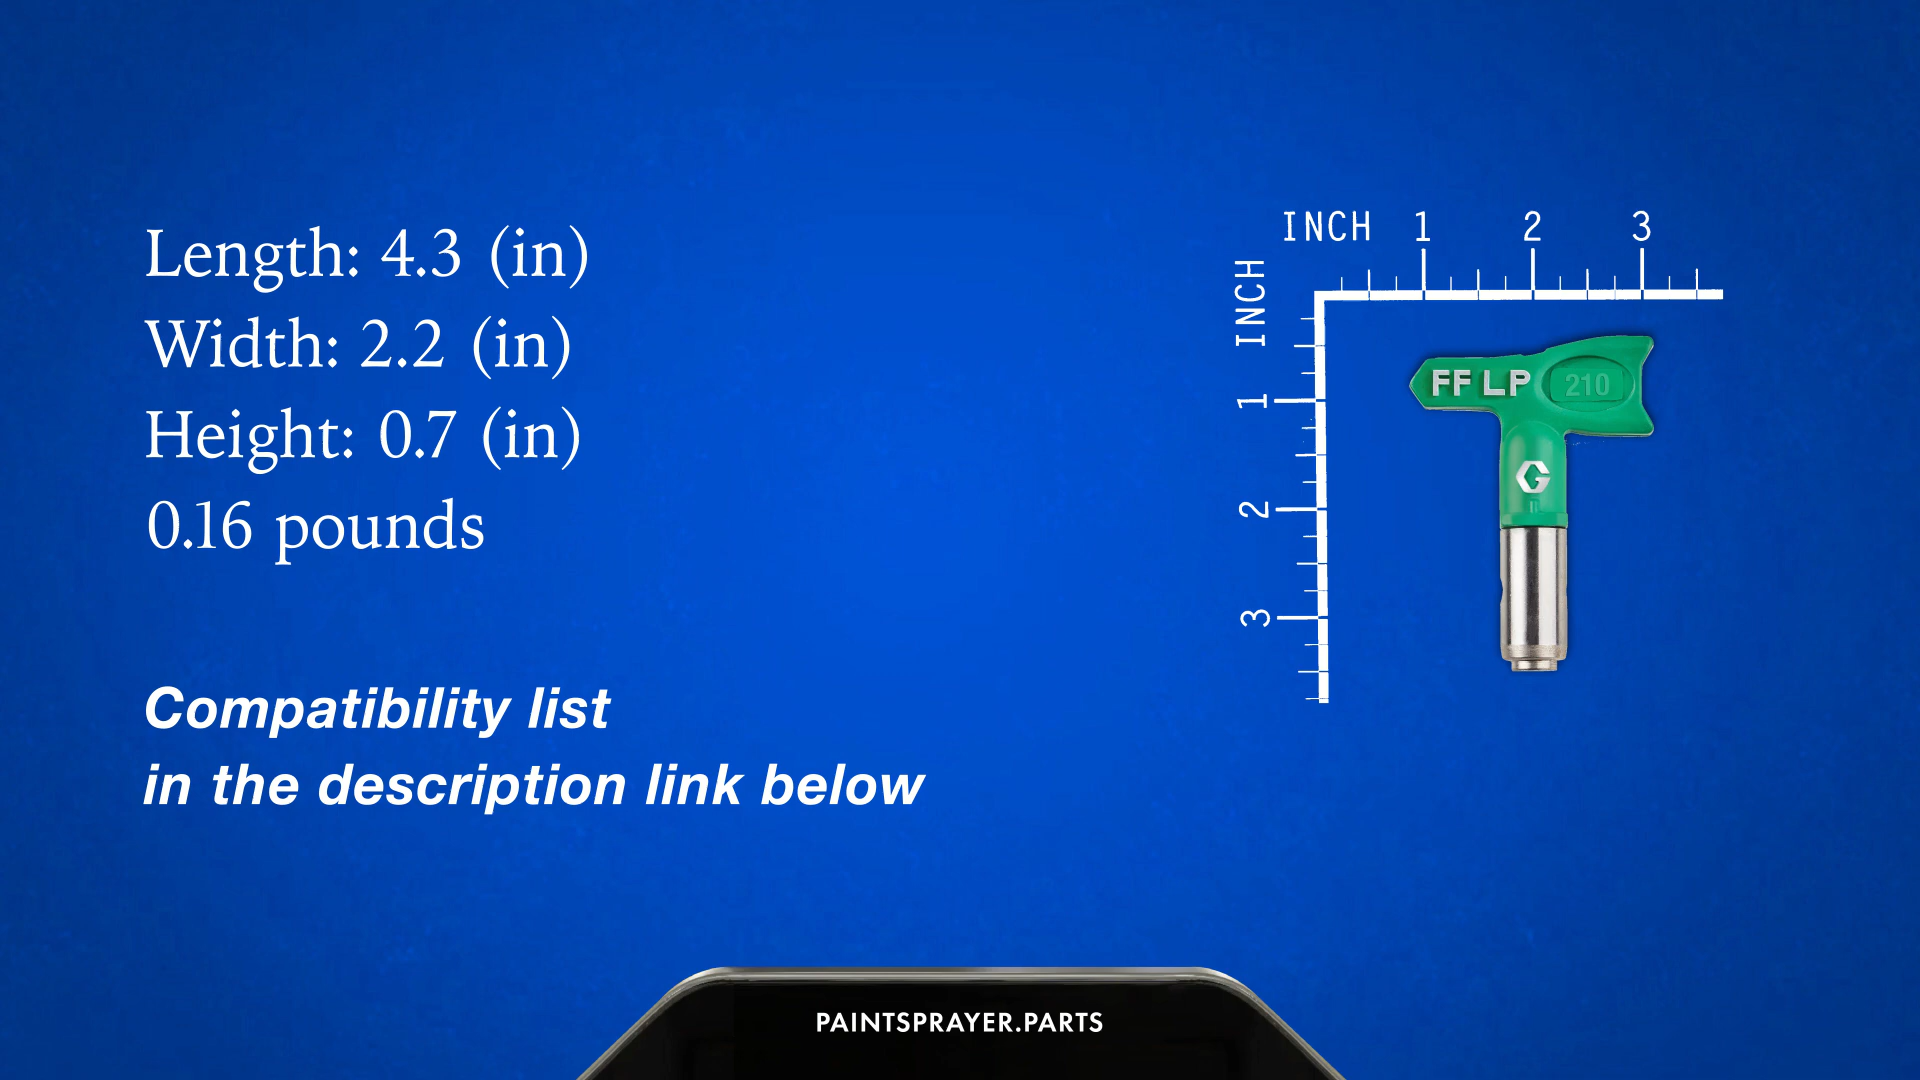 Length: 4.3 (in)
Width: 2.2 (in)
Height: 0.7 (in)
0.16 pounds
Compatibility list
in the description link below
INCH 1 2 3
INCH
1
2
3
FF LP 210
G
PAINTSPRAYER.PARTS